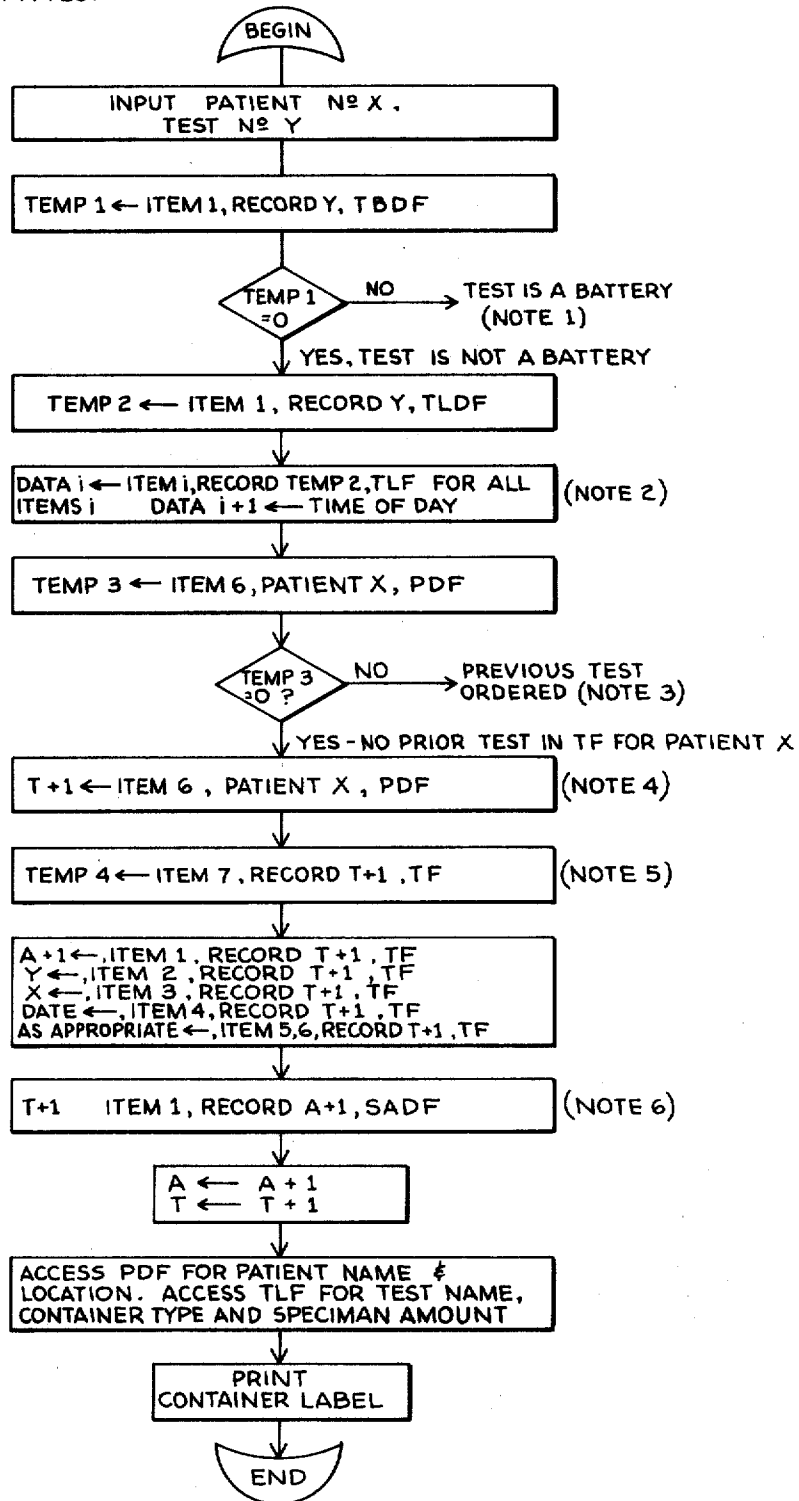 BEGIN
INPUT PATIENT Nº X.
TEST Nº Y
TEMP 1 ← ITEM 1, RECORD Y, TBDF
TEMP 1
=0
NO
TEST IS A BATTERY
(NOTE 1)
YES, TEST IS NOT A BATTERY
TEMP 2 ← ITEM 1, RECORD Y, TLDF
DATA i ← ITEM i, RECORD TEMP 2, TLF FOR ALL
ITEMS i DATA i+1 ← TIME OF DAY
(NOTE 2)
TEMP 3 ← ITEM 6, PATIENT X, PDF
TEMP 3
=0 ?
NO
PREVIOUS TEST
ORDERED (NOTE 3)
YES - NO PRIOR TEST IN TF FOR PATIENT X
T +1 ← ITEM 6 , PATIENT X , PDF
(NOTE 4)
TEMP 4 ← ITEM 7, RECORD T+1 , TF
(NOTE 5)
A +1 ←, ITEM 1, RECORD T+1 , TF
Y ←, ITEM 2 , RECORD T+1 , TF
X ←, ITEM 3 , RECORD T+1, TF
DATE ←, ITEM 4, RECORD T+1 , TF
AS APPROPRIATE ←, ITEM 5,6, RECORD T+1 , TF
T+1 ITEM 1, RECORD A+1, SADF
(NOTE 6)
A ← A + 1
T ← T + 1
ACCESS PDF FOR PATIENT NAME &
LOCATION. ACCESS TLF FOR TEST NAME,
CONTAINER TYPE AND SPECIMAN AMOUNT
PRINT
CONTAINER LABEL
END